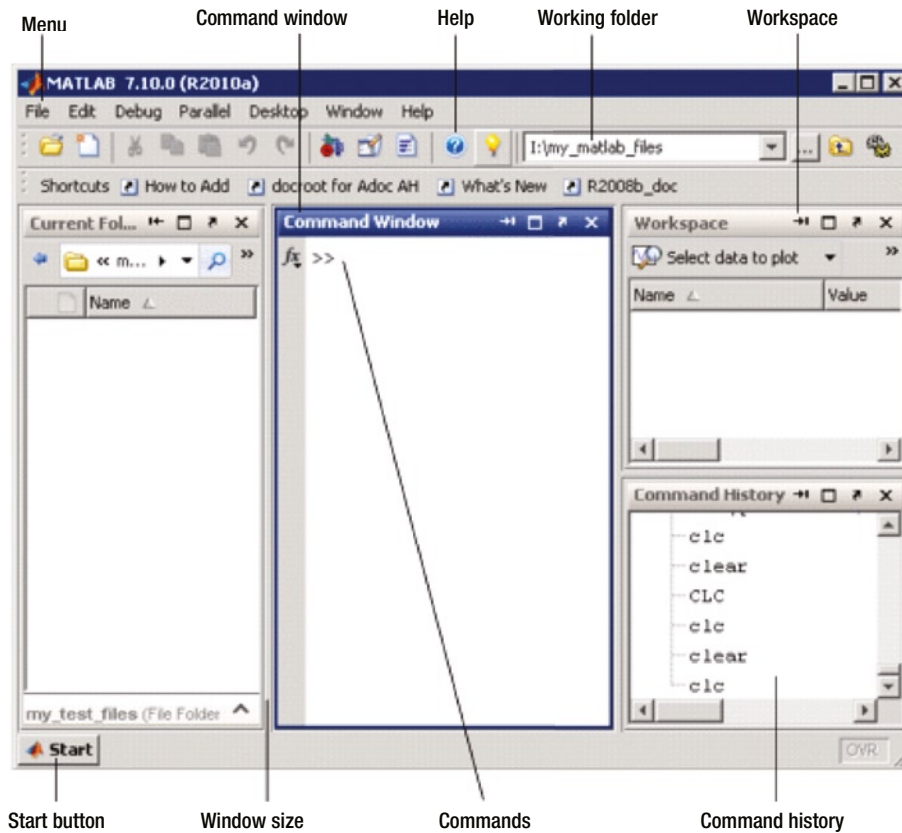 Menu
Command window
Help
Working folder
Workspace
MATLAB 7.10.0 (R2010a)
File Edit Debug Parallel Desktop Window Help
I:\my_matlab_files
...
Shortcuts How to Add docroot for Adoc AH What's New R2008b_doc
Current Fol...
« m...
»
Name
my_test_files (File Folder
Command Window
fx >>
Workspace
Select data to plot
»
Name Value
Command History
clc
clear
CLC
clc
clear
clc
Start
OVR
Start button
Window size
Commands
Command history